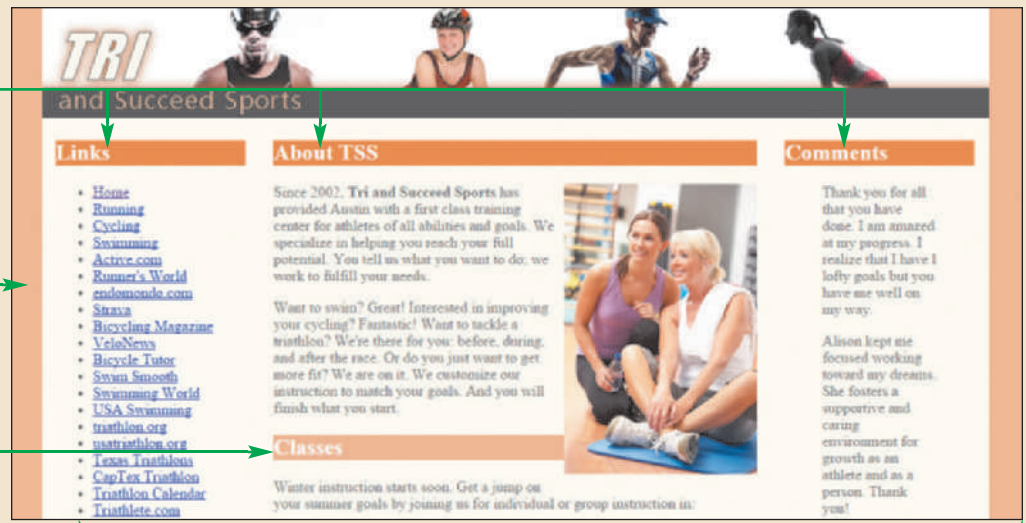 TRI
and Succeed Sports
Links
Home
Running
Cycling
Swimming
Active.com
Runner's World
endomondo.com
Strava
Bicycling Magazine
VeloNews
Bicycle Tutor
Swim Smooth
Swimming World
USA Swimming
triathlon.org
usatriathlon.org
Texas Triathlons
CapTex Triathlon
Triathlon Calendar
Triathlete.com
About TSS
Since 2002, Tri and Succeed Sports has
provided Austin with a first class training
center for athletes of all abilities and goals. We
specialize in helping you reach your full
potential. You tell us what you want to do; we
work to fulfill your needs.
Want to swim? Great! Interested in improving
your cycling? Fantastic! Want to tackle a
triathlon? We're there for you: before, during,
and after the race. Or do you just want to get
more fit? We are on it. We customize our
instruction to match your goals. And you will
finish what you start.
Classes
Winter instruction starts soon. Get a jump on
your summer goals by joining us for individual or group instruction in:
Comments
Thank you for all
that you have
done. I am amazed
at my progress. I
realize that I have I
lofty goals but you
have me well on
my way.
Alison kept me
focused working
toward my dreams.
She fosters a
supportive and
caring
environment for
growth as an
athlete and as a
person. Thank
you!